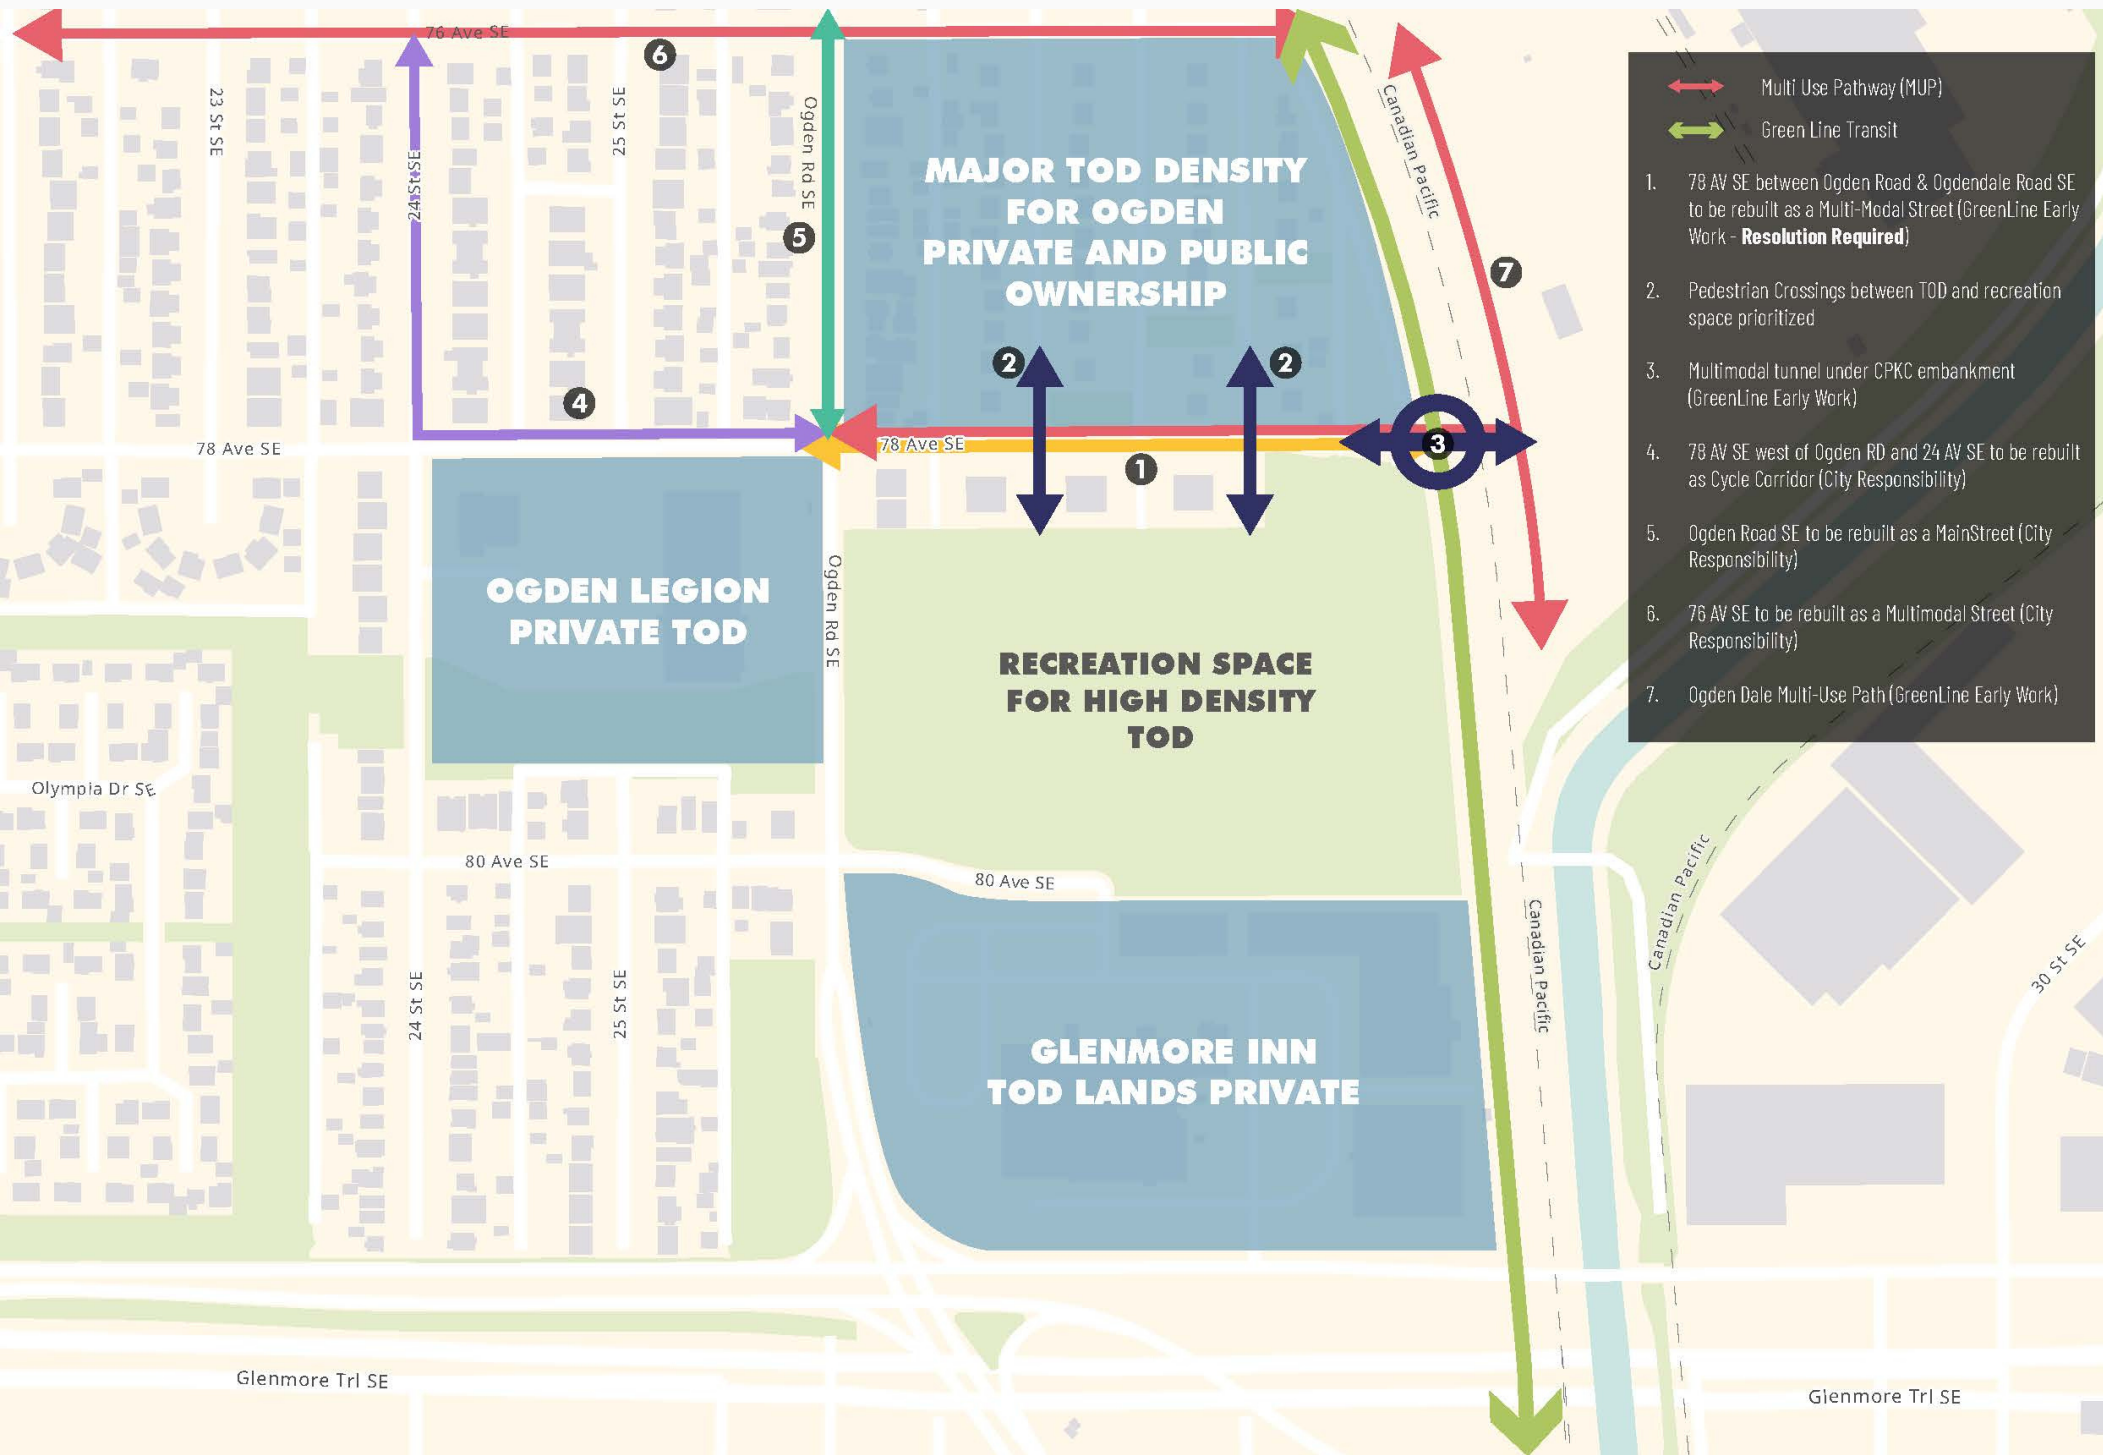 76 Ave SE
6
23 St SE
24 St SE
25 St SE
Ogden Rd SE
5
MAJOR TOD DENSITY
FOR OGDEN
PRIVATE AND PUBLIC
OWNERSHIP
Canadian Pacific
7
2
2
4
78 Ave SE
78 Ave SE
1
3
OGDEN LEGION
PRIVATE TOD
Ogden Rd SE
RECREATION SPACE
FOR HIGH DENSITY
TOD
Olympia Dr SE
80 Ave SE
80 Ave SE
24 St SE
25 St SE
Canadian Pacific
Canadian Pacific
30 St SE
GLENMORE INN
TOD LANDS PRIVATE
Glenmore Trl SE
Glenmore Trl SE
Multi Use Pathway (MUP)
Green Line Transit
1. 78 AV SE between Ogden Road & Ogdendale Road SE
to be rebuilt as a Multi-Modal Street (GreenLine Early
Work - Resolution Required)
2. Pedestrian Crossings between TOD and recreation
space prioritized
3. Multimodal tunnel under CPKC embankment
(GreenLine Early Work)
4. 78 AV SE west of Ogden RD and 24 AV SE to be rebuilt
as Cycle Corridor (City Responsibility)
5. Ogden Road SE to be rebuilt as a MainStreet (City
Responsibility)
6. 76 AV SE to be rebuilt as a Multimodal Street (City
Responsibility)
7. Ogden Dale Multi-Use Path (GreenLine Early Work)